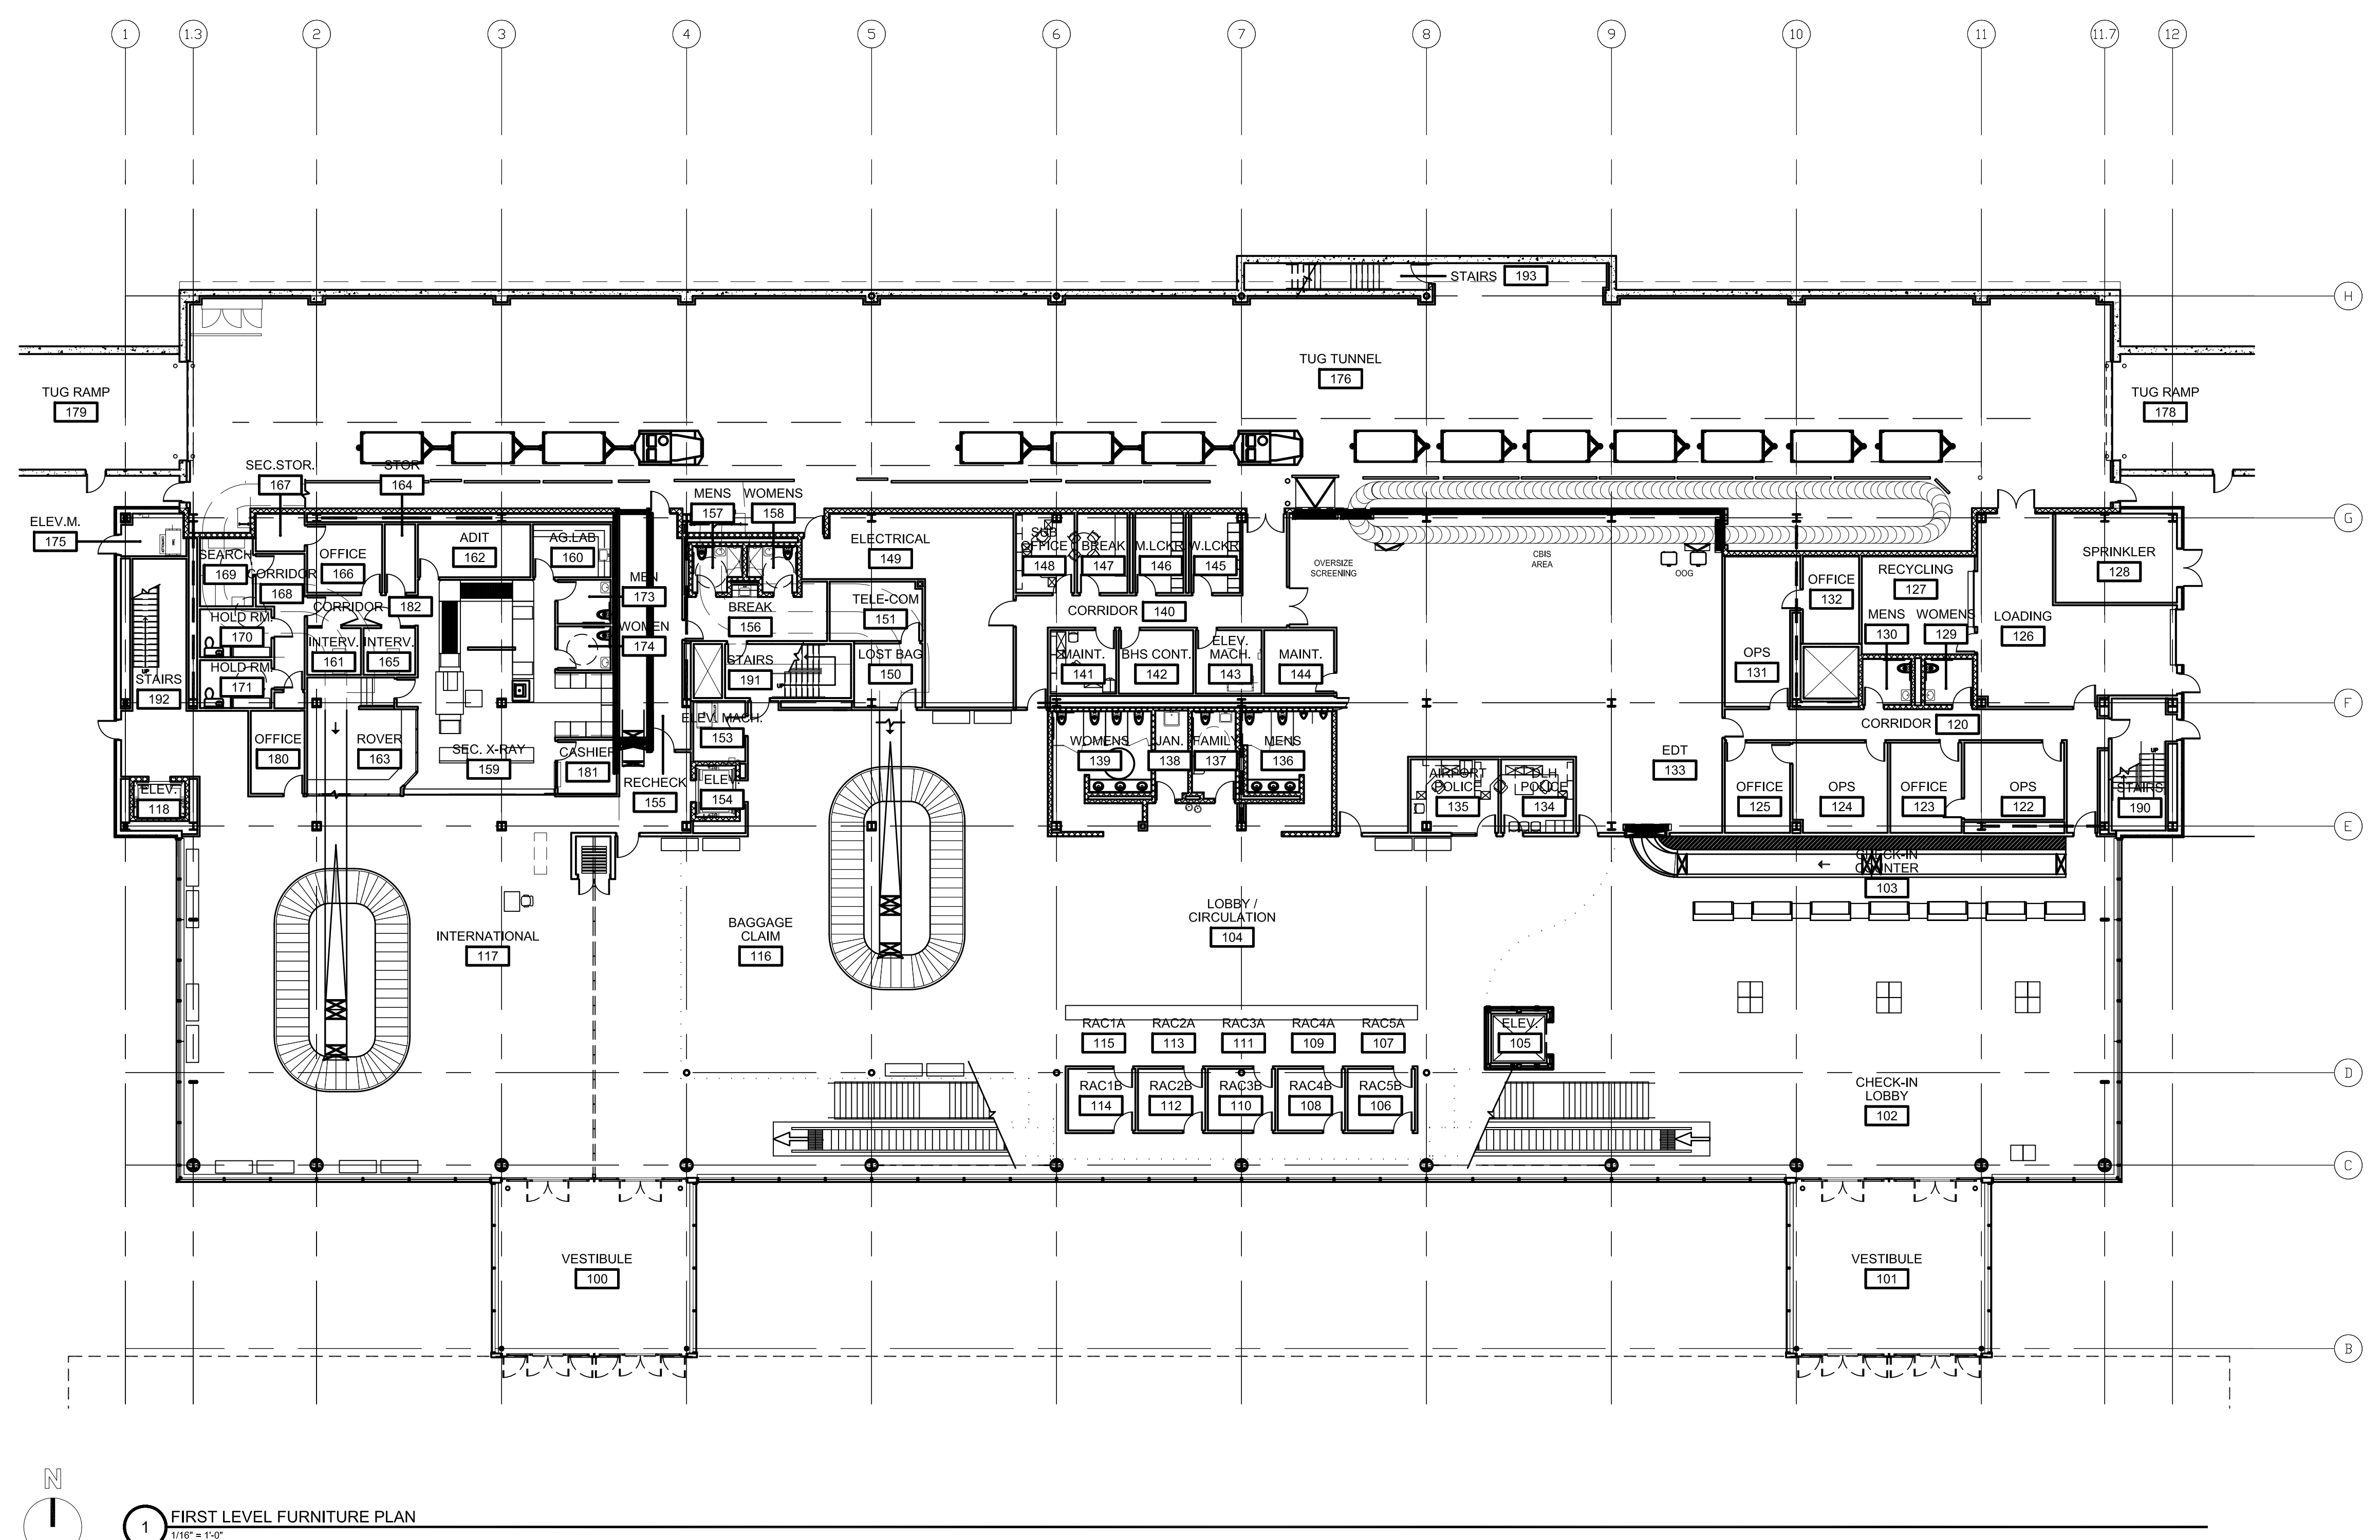 1 1.3 2 3 4 5 6 7 8 9 10 11 11.7 12
STAIRS 193
H
TUG TUNNEL
176
TUG RAMP
179
TUG RAMP
178
SEC.STOR.
167
STOR
164
MENS
157
WOMENS
158
ELEV.M.
175
G
ADIT
162
AG.LAB
160
ELECTRICAL
149
SUB
OFFICE
148
BREAK
147
M.LCKR
146
W.LCKR
145
OVERSIZE
SCREENING
CBIS
AREA
OOG
SPRINKLER
128
SEARCH
169
OFFICE
166
CORRIDOR
168
CORRIDOR 182
MEN
173
WOMEN
174
BREAK
156
TELE-COM
151
CORRIDOR 140
OFFICE
132
RECYCLING
127
MENS
130
WOMENS
129
LOADING
126
HOLD RM.
170
HOLD RM.
171
INTERV.
161
INTERV.
165
STAIRS
192
UP
STAIRS
191
UP
LOST BAG
150
MAINT.
141
BHS CONT.
142
ELEV.
MACH.
143
MAINT.
144
OPS
131
F
ELEV. MACH.
153
CORRIDOR 120
OFFICE
180
ROVER
163
SEC. X-RAY
159
CASHIER
181
RECHECK
155
ELEV.
154
WOMENS
139
JAN.
138
FAMILY
137
MENS
136
AIRPORT
POLICE
135
DLH
POLICE
134
EDT
133
OFFICE
125
OPS
124
OFFICE
123
OPS
122
UP
STAIRS
190
ELEV.
118
E
CHECK-IN
COUNTER
103
INTERNATIONAL
117
BAGGAGE
CLAIM
116
LOBBY /
CIRCULATION
104
RAC1A
115
RAC2A
113
RAC3A
111
RAC4A
109
RAC5A
107
ELEV.
105
D
RAC1B
114
RAC2B
112
RAC3B
110
RAC4B
108
RAC5B
106
CHECK-IN
LOBBY
102
C
VESTIBULE
100
VESTIBULE
101
B
N
1 FIRST LEVEL FURNITURE PLAN
1/16" = 1'-0"